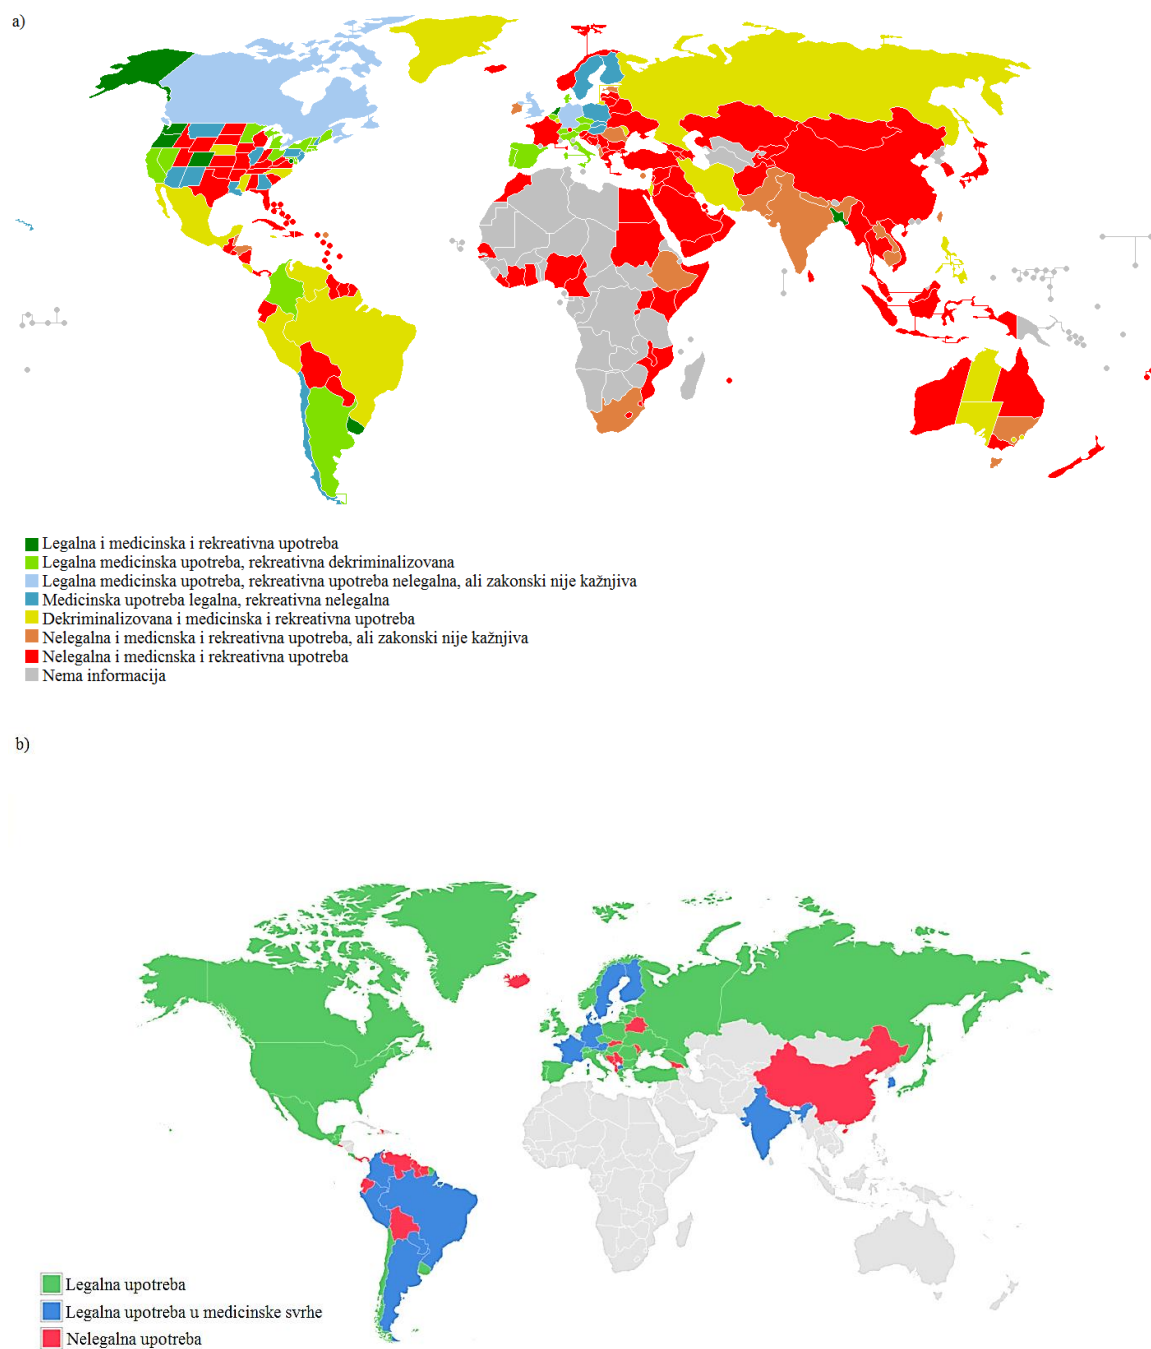 a)
Legalna i medicinska i rekreativna upotreba
Legalna medicinska upotreba, rekreativna dekriminalizovana
Legalna medicinska upotreba, rekreativna upotreba nelegalna, ali zakonski nije kažnjiva
Medicinska upotreba legalna, rekreativna nelegalna
Dekriminalizovana i medicinska i rekreativna upotreba
Nelegalna i medicnska i rekreativna upotreba, ali zakonski nije kažnjiva
Nelegalna i medicnska i rekreativna upotreba
Nema informacija
b)
Legalna upotreba
Legalna upotreba u medicinske svrhe
Nelegalna upotreba